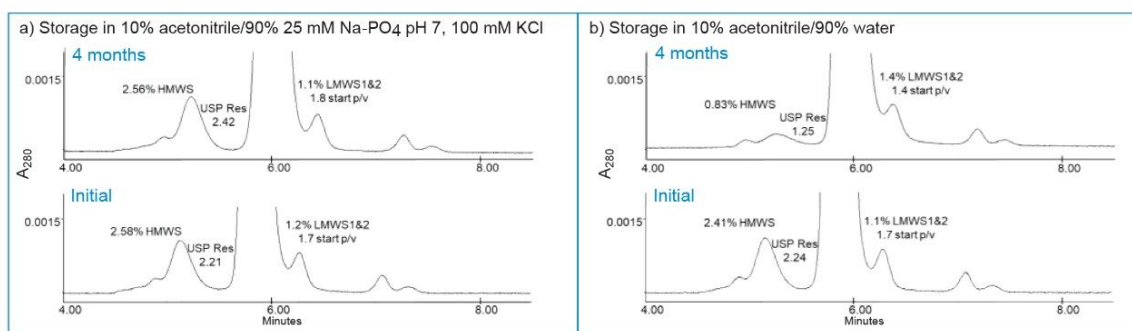 a) Storage in 10% acetonitrile/90% 25 mM Na-PO4 pH 7, 100 mM KCl
4 months
0.0015
2.56% HMWS
USP Res
2.42
1.1% LMWS1&2
1.8 start p/v
4.00
6.00
8.00
A280
Initial
0.0015
2.58% HMWS
USP Res
2.21
1.2% LMWS1&2
1.7 start p/v
4.00
6.00
8.00
Minutes
b) Storage in 10% acetonitrile/90% water
4 months
0.0015
0.83% HMWS
USP Res
1.25
1.4% LMWS1&2
1.4 start p/v
4.00
6.00
8.00
A280
Initial
0.0015
2.41% HMWS
USP Res
2.24
1.1% LMWS1&2
1.7 start p/v
4.00
6.00
8.00
Minutes